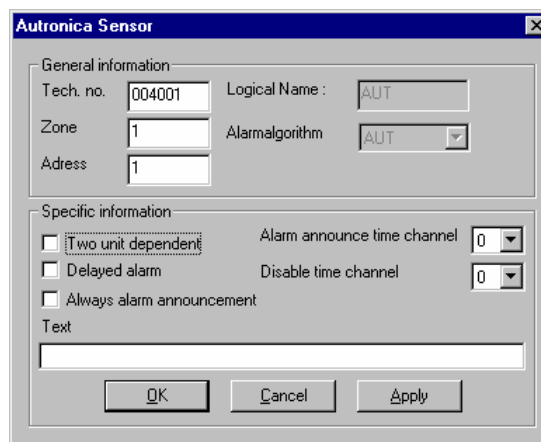 Autronica Sensor
General information
Tech. no. 004001 Logical Name : AUT
Zone 1 Alarmalgorithm AUT
Adress 1
Specific information
Two unit dependent Alarm announce time channel 0
Delayed alarm Disable time channel 0
Always alarm announcement
Text
OK Cancel Apply